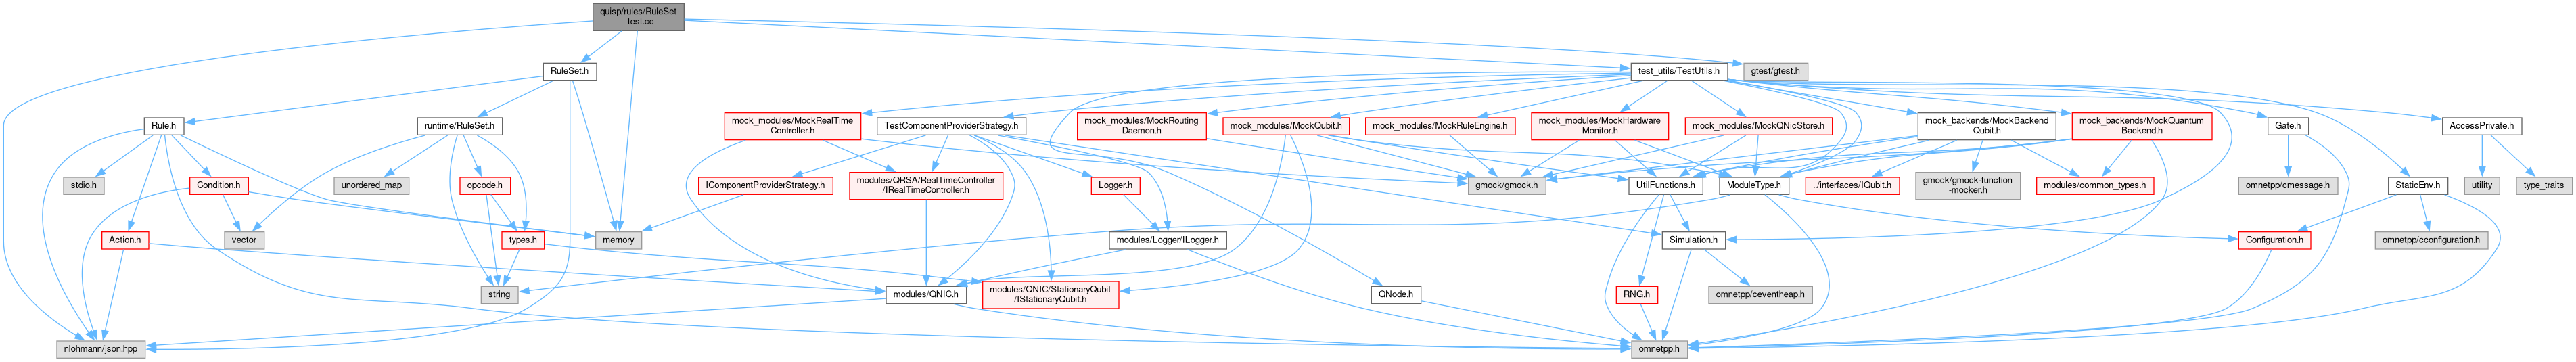 quisp/rules/RuleSet
_test.cc
RuleSet.h
test_utils/TestUtils.h
gtest/gtest.h
Rule.h
runtime/RuleSet.h
mock_modules/MockRealTime
Controller.h
TestComponentProviderStrategy.h
mock_modules/MockRouting
Daemon.h
mock_modules/MockQubit.h
mock_modules/MockRuleEngine.h
mock_modules/MockHardware
Monitor.h
mock_modules/MockQNicStore.h
mock_backends/MockBackend
Qubit.h
mock_backends/MockQuantum
Backend.h
Gate.h
AccessPrivate.h
stdio.h
Condition.h
unordered_map
opcode.h
IComponentProviderStrategy.h
modules/QRSA/RealTimeController
/IRealTimeController.h
Logger.h
gmock/gmock.h
UtilFunctions.h
ModuleType.h
../interfaces/IQubit.h
gmock/gmock-function
-mocker.h
modules/common_types.h
omnetpp/cmessage.h
StaticEnv.h
utility
type_traits
Action.h
vector
types.h
memory
modules/Logger/ILogger.h
Simulation.h
Configuration.h
omnetpp/cconfiguration.h
string
modules/QNIC.h
modules/QNIC/StationaryQubit
/IStationaryQubit.h
QNode.h
RNG.h
omnetpp/ceventheap.h
nlohmann/json.hpp
omnetpp.h